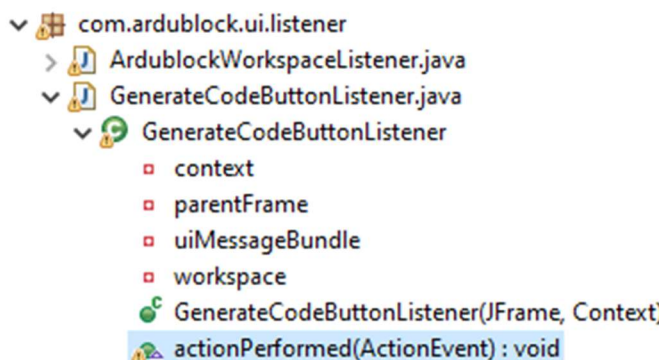 com.ardublock.ui.listener
ArdublockWorkspaceListener.java
GenerateCodeButtonListener.java
GenerateCodeButtonListener
context
parentFrame
uiMessageBundle
workspace
GenerateCodeButtonListener(JFrame, Context)
actionPerformed(ActionEvent) : void